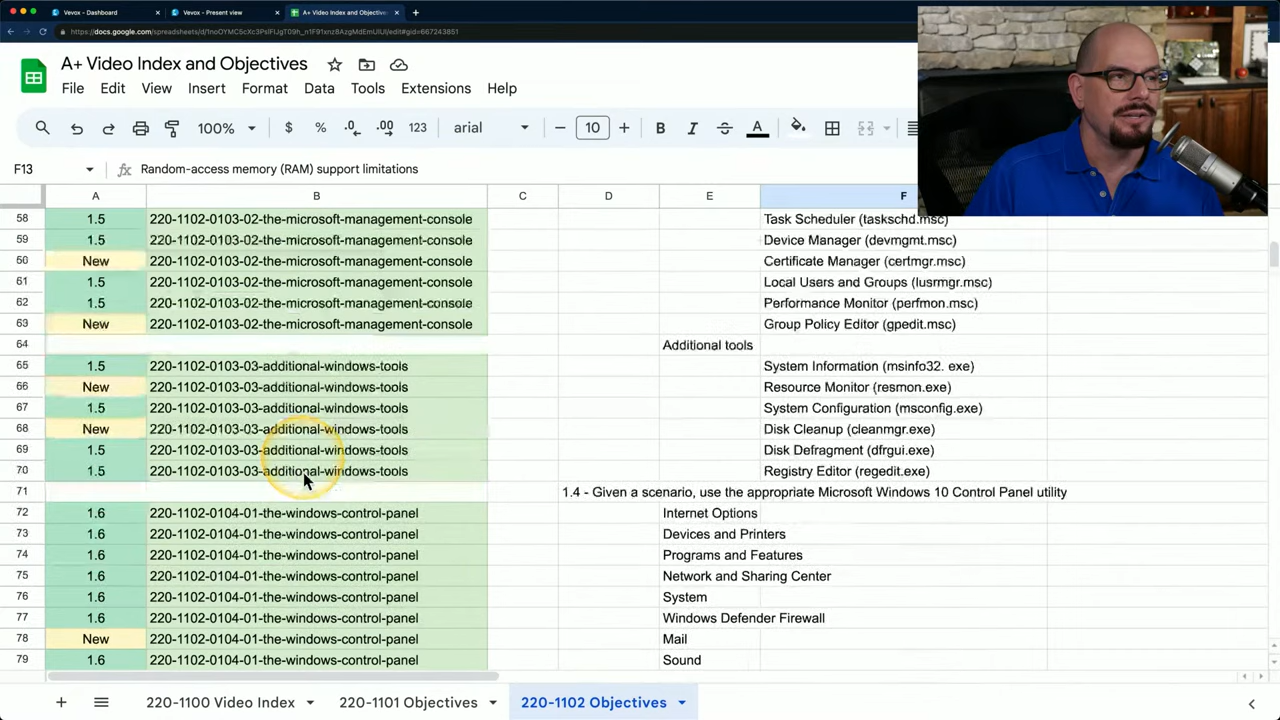 Vevox - Dashboard
Vevox - Present view
A+ Video Index and Objective
A+ Video Index and Objectives
File Edit View Insert Format Data Tools Extensions Help
100% $ % .0 .00 123 arial 10 B I A
F13 fx Random-access memory (RAM) support limitations
A B C D E F
58 1.5 220-1102-0103-02-the-microsoft-management-console Task Scheduler (taskschd.msc)
59 1.5 220-1102-0103-02-the-microsoft-management-console Device Manager (devmgmt.msc)
60 New 220-1102-0103-02-the-microsoft-management-console Certificate Manager (certmgr.msc)
61 1.5 220-1102-0103-02-the-microsoft-management-console Local Users and Groups (lusrmgr.msc)
62 1.5 220-1102-0103-02-the-microsoft-management-console Performance Monitor (perfmon.msc)
63 New 220-1102-0103-02-the-microsoft-management-console Group Policy Editor (gpedit.msc)
64 Additional tools
65 1.5 220-1102-0103-03-additional-windows-tools System Information (msinfo32. exe)
66 New 220-1102-0103-03-additional-windows-tools Resource Monitor (resmon.exe)
67 1.5 220-1102-0103-03-additional-windows-tools System Configuration (msconfig.exe)
68 New 220-1102-0103-03-additional-windows-tools Disk Cleanup (cleanmgr.exe)
69 1.5 220-1102-0103-03-additional-windows-tools Disk Defragment (dfrgui.exe)
70 1.5 220-1102-0103-03-additional-windows-tools Registry Editor (regedit.exe)
71 1.4 - Given a scenario, use the appropriate Microsoft Windows 10 Control Panel utility
72 1.6 220-1102-0104-01-the-windows-control-panel Internet Options
73 1.6 220-1102-0104-01-the-windows-control-panel Devices and Printers
74 1.6 220-1102-0104-01-the-windows-control-panel Programs and Features
75 1.6 220-1102-0104-01-the-windows-control-panel Network and Sharing Center
76 1.6 220-1102-0104-01-the-windows-control-panel System
77 1.6 220-1102-0104-01-the-windows-control-panel Windows Defender Firewall
78 New 220-1102-0104-01-the-windows-control-panel Mail
79 1.6 220-1102-0104-01-the-windows-control-panel Sound
220-1100 Video Index 220-1101 Objectives 220-1102 Objectives